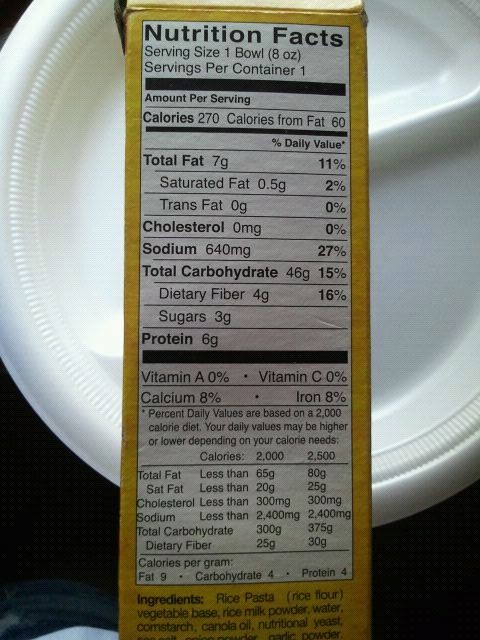 Nutrition Facts
Serving Size 1 Bowl (8 oz)
Servings Per Container 1
Amount Per Serving
Calories 270 Calories from Fat 60
% Daily Value*
Total Fat 7g 11%
Saturated Fat 0.5g 2%
Trans Fat 0g 0%
Cholesterol 0mg 0%
Sodium 640mg 27%
Total Carbohydrate 46g 15%
Dietary Fiber 4g 16%
Sugars 3g
Protein 6g
Vitamin A 0% • Vitamin C 0%
Calcium 8% • Iron 8%
* Percent Daily Values are based on a 2,000
calorie diet. Your daily values may be higher
or lower depending on your calorie needs:
Calories: 2,000 2,500
Total Fat Less than 65g 80g
Sat Fat Less than 20g 25g
Cholesterol Less than 300mg 300mg
Sodium Less than 2,400mg 2,400mg
Total Carbohydrate 300g 375g
Dietary Fiber 25g 30g
Calories per gram:
Fat 9 • Carbohydrate 4 • Protein 4
Ingredients: Rice Pasta (rice flour)
vegetable base, rice milk powder, water,
cornstarch, canola oil, nutritional yeast,
sea salt, onion powder, garlic powder,